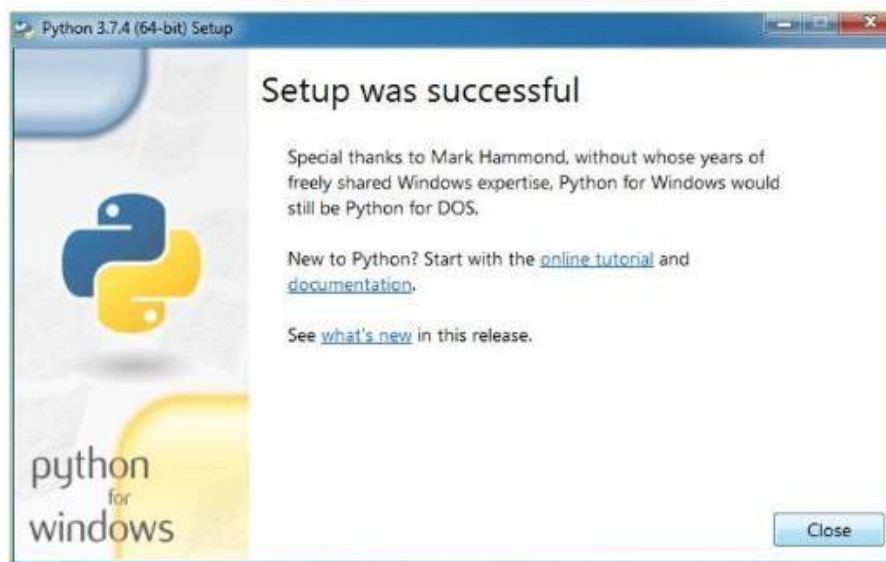 Python 3.7.4 (64-bit) Setup
Setup was successful
Special thanks to Mark Hammond, without whose years of
freely shared Windows expertise, Python for Windows would
still be Python for DOS.
New to Python? Start with the online tutorial and
documentation.
See what's new in this release.
python
for
windows
Close